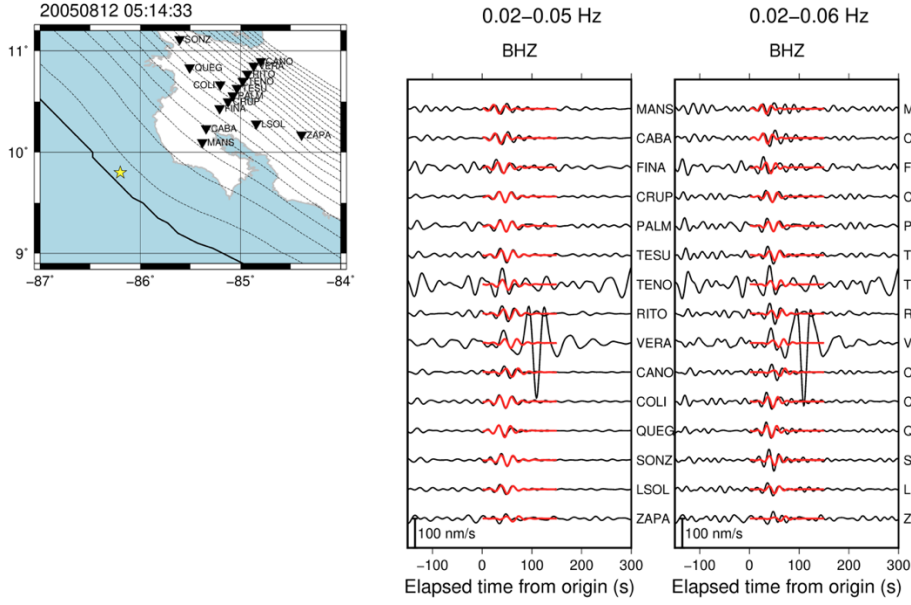 20050812 05:14:33
11°
10°
9°
−87°
−86°
−85°
−84°
SONZ
CANO
QUEG
VERA
RITO
TENO
COLI
TESU
PALM
CRUP
FINA
CABA
LSOL
MANS
ZAPA
0.02−0.05 Hz
0.02−0.06 Hz
BHZ
BHZ
MANS
M
CABA
C
FINA
F
CRUP
C
PALM
P
TESU
T
TENO
T
RITO
R
VERA
V
CANO
C
COLI
C
QUEG
Q
SONZ
S
LSOL
L
ZAPA
Z
100 nm/s
100 nm/s
−100 0 100 200 300
−100 0 100 200 300
Elapsed time from origin (s)
Elapsed time from origin (s)